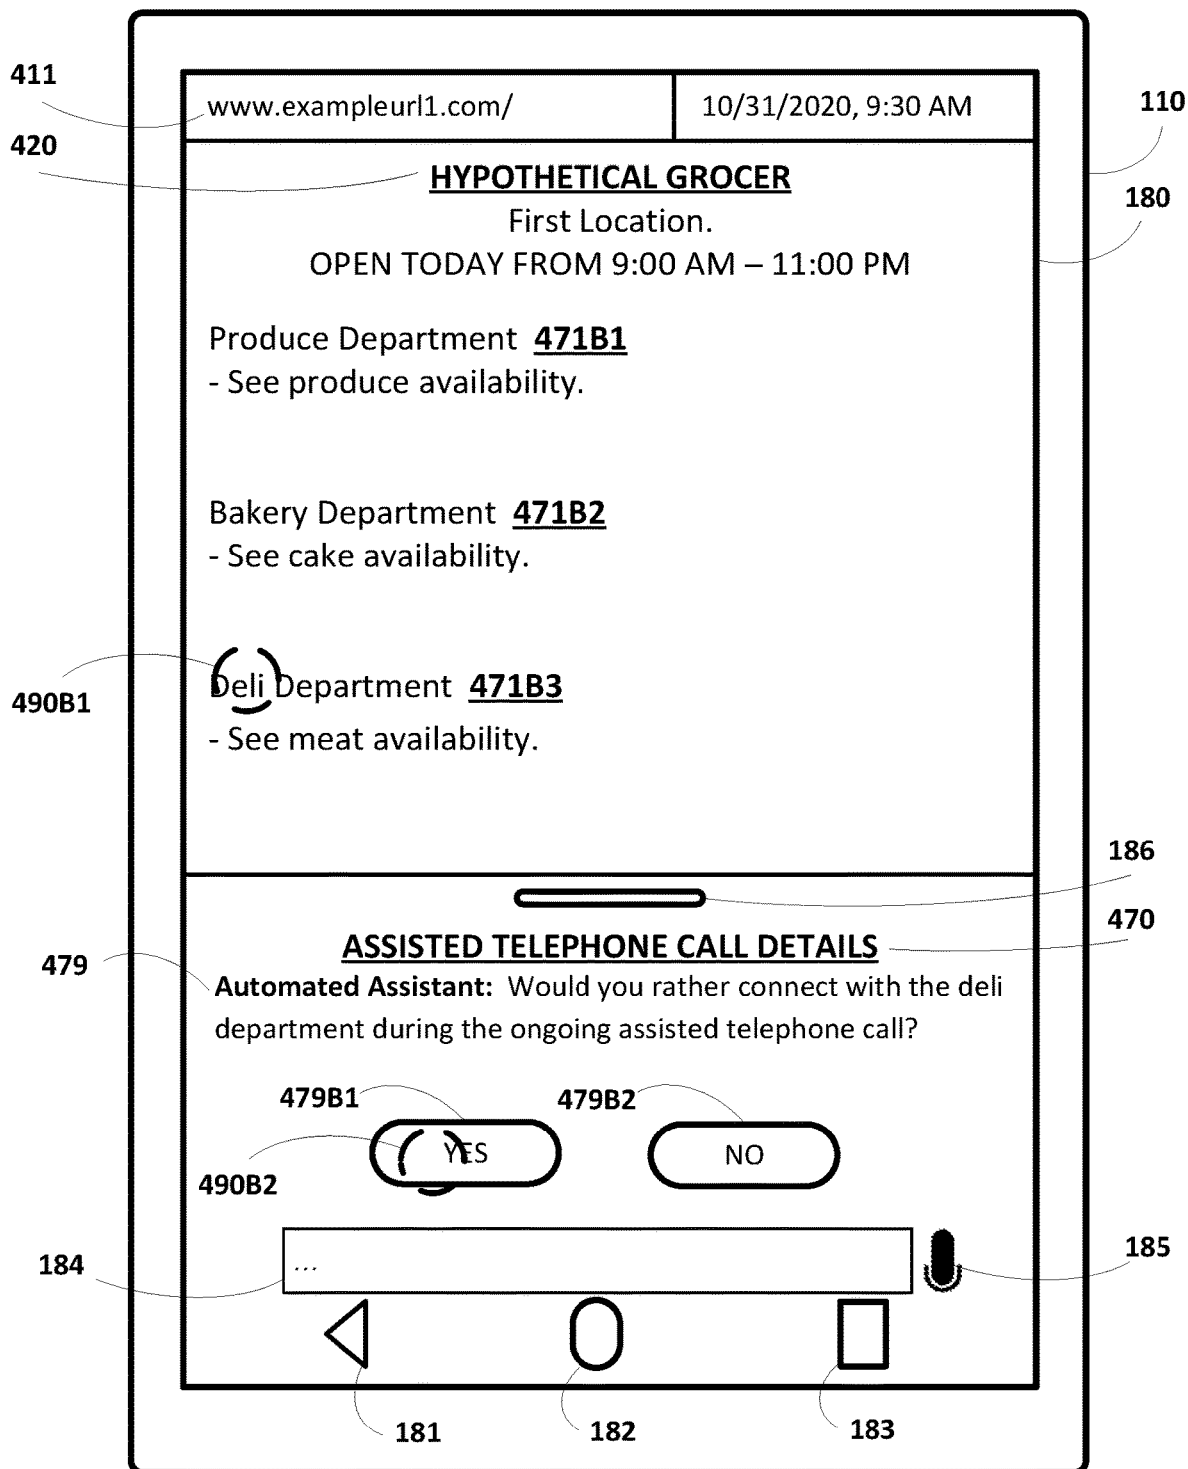 411
www.exampleurl1.com/
10/31/2020, 9:30 AM
110
420
HYPOTHETICAL GROCER
180
First Location.
OPEN TODAY FROM 9:00 AM – 11:00 PM
Produce Department 471B1
- See produce availability.
Bakery Department 471B2
- See cake availability.
490B1
Deli Department 471B3
- See meat availability.
186
470
ASSISTED TELEPHONE CALL DETAILS
479
Automated Assistant: Would you rather connect with the deli
department during the ongoing assisted telephone call?
479B1
479B2
YES
NO
490B2
184
...
185
181
182
183